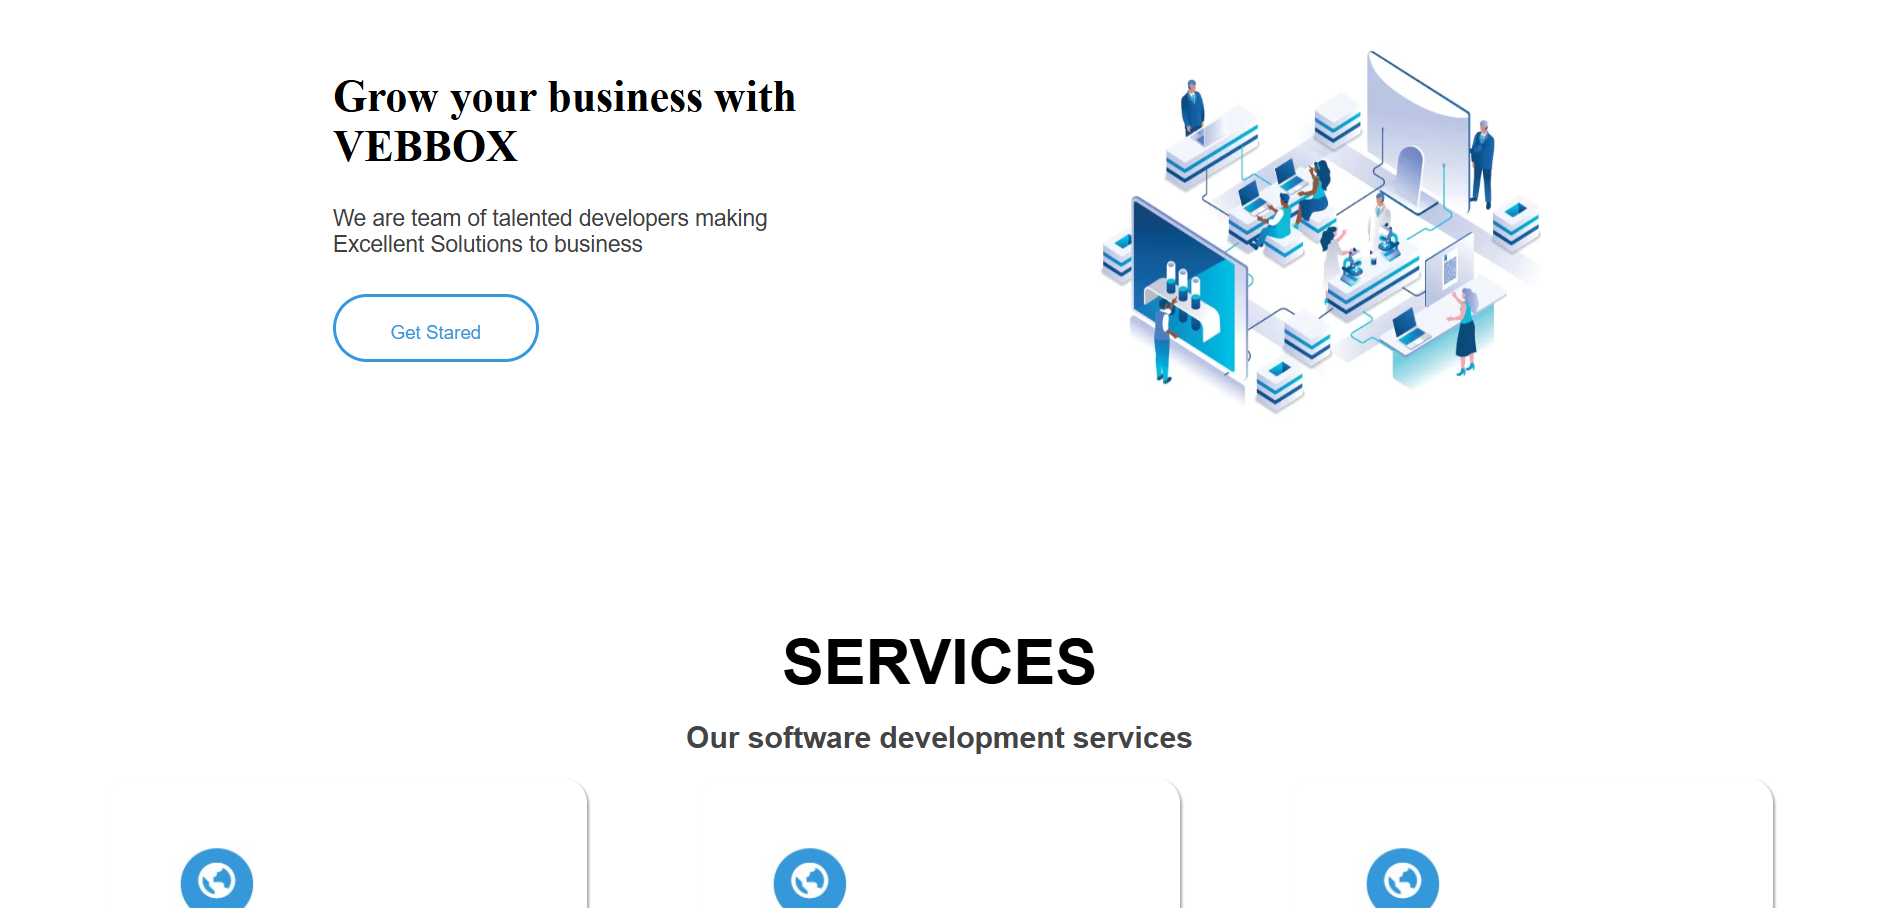 Grow your business with
VEBBOX
We are team of talented developers making
Excellent Solutions to business
Get Stared
SERVICES
Our software development services